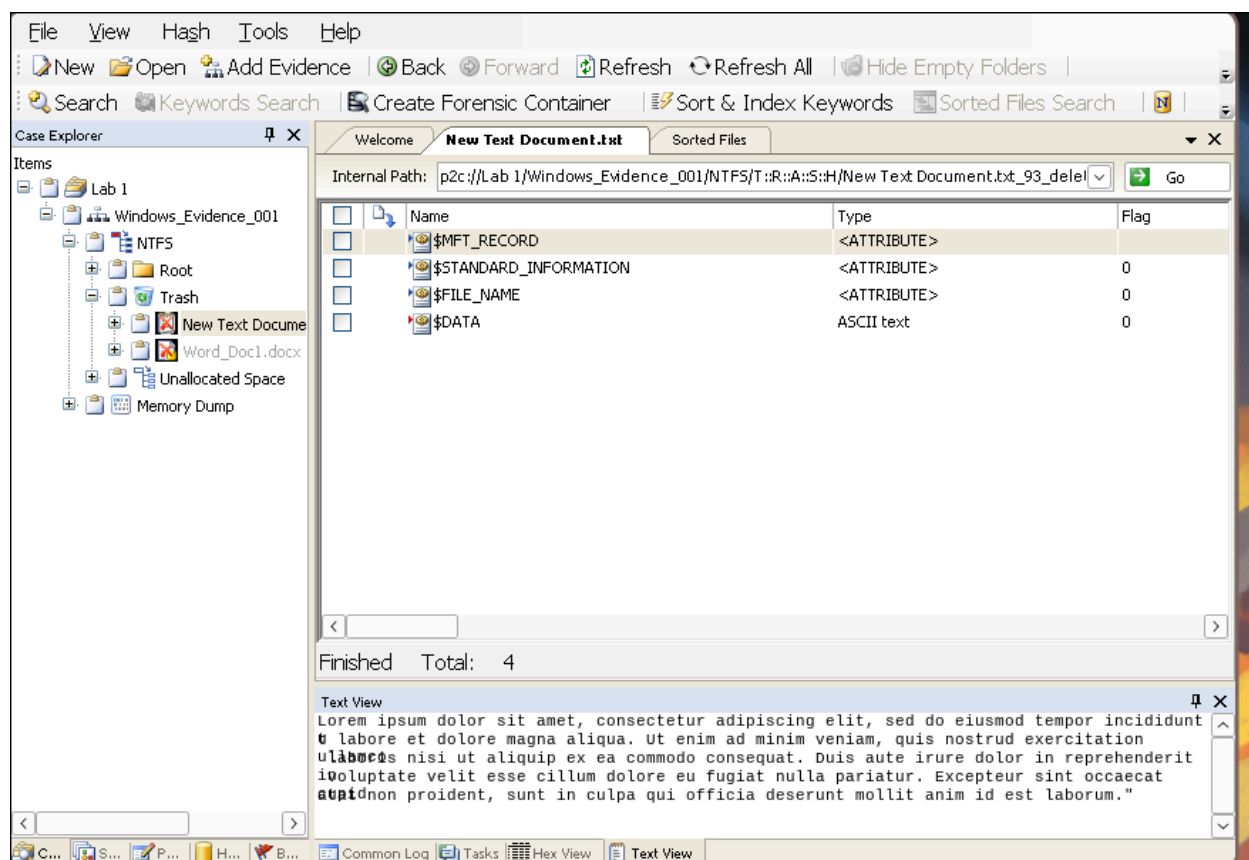 File View Hash Tools Help
New Open Add Evidence Back Forward Refresh Refresh All Hide Empty Folders
Search Keywords Search Create Forensic Container Sort & Index Keywords Sorted Files Search N
Case Explorer
Welcome New Text Document.txt Sorted Files
Items
Lab 1
Windows_Evidence_001
NTFS
Root
Trash
New Text Docume
Word_Doc1.docx
Unallocated Space
Memory Dump
Internal Path: p2c://Lab 1/Windows_Evidence_001/NTFS/T::R::A::S::H/New Text Document.txt_93_delet Go
Name Type Flag
$MFT_RECORD <ATTRIBUTE>
$STANDARD_INFORMATION <ATTRIBUTE> 0
$FILE_NAME <ATTRIBUTE> 0
$DATA ASCII text 0
Finished Total: 4
Text View
Lorem ipsum dolor sit amet, consectetur adipiscing elit, sed do eiusmod tempor incididunt
labore et dolore magna aliqua. Ut enim ad minim veniam, quis nostrud exercitation
nisi ut aliquip ex ea commodo consequat. Duis aute irure dolor in reprehenderit
voluptate velit esse cillum dolore eu fugiat nulla pariatur. Excepteur sint occaecat
non proident, sunt in culpa qui officia deserunt mollit anim id est laborum."
C... S... P... H... B... Common Log Tasks Hex View Text View